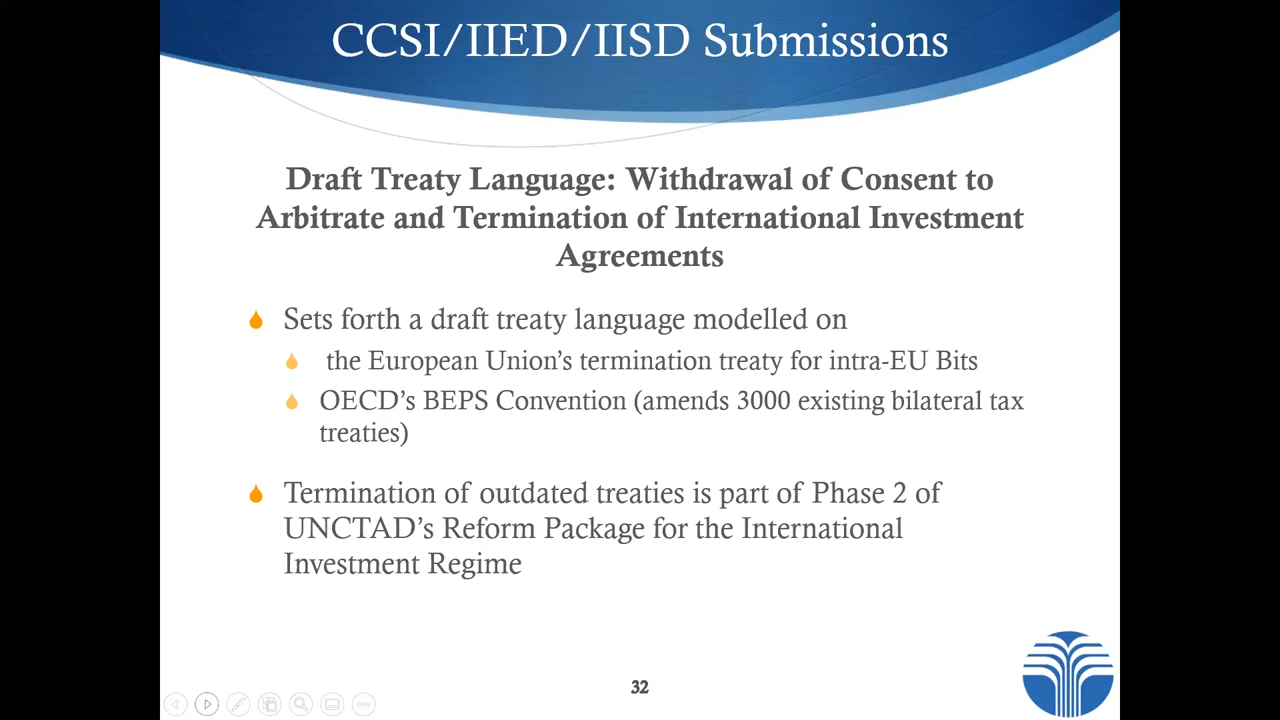 CCSI/IIED/IISD Submissions
Draft Treaty Language: Withdrawal of Consent to
Arbitrate and Termination of International Investment
Agreements
Sets forth a draft treaty language modelled on
the European Union's termination treaty for intra-EU Bits
OECD's BEPS Convention (amends 3000 existing bilateral tax
treaties)
Termination of outdated treaties is part of Phase 2 of
UNCTAD's Reform Package for the International
Investment Regime
32